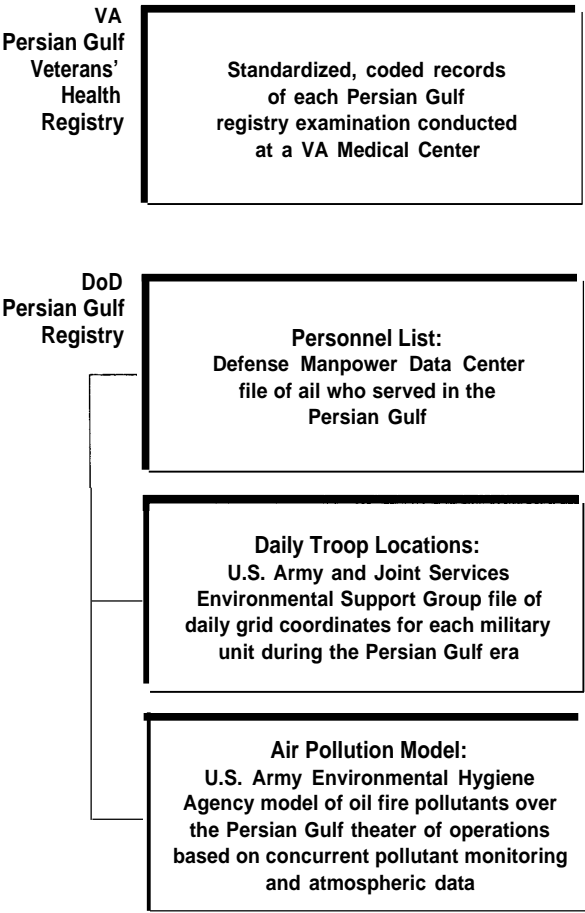 VA
Persian Gulf
Veterans'
Health
Registry
Standardized, coded records
of each Persian Gulf
registry examination conducted
at a VA Medical Center
DoD
Persian Gulf
Registry
Personnel List:
Defense Manpower Data Center
file of ail who served in the
Persian Gulf
Daily Troop Locations:
U.S. Army and Joint Services
Environmental Support Group file of
daily grid coordinates for each military
unit during the Persian Gulf era
Air Pollution Model:
U.S. Army Environmental Hygiene
Agency model of oil fire pollutants over
the Persian Gulf theater of operations
based on concurrent pollutant monitoring
and atmospheric data